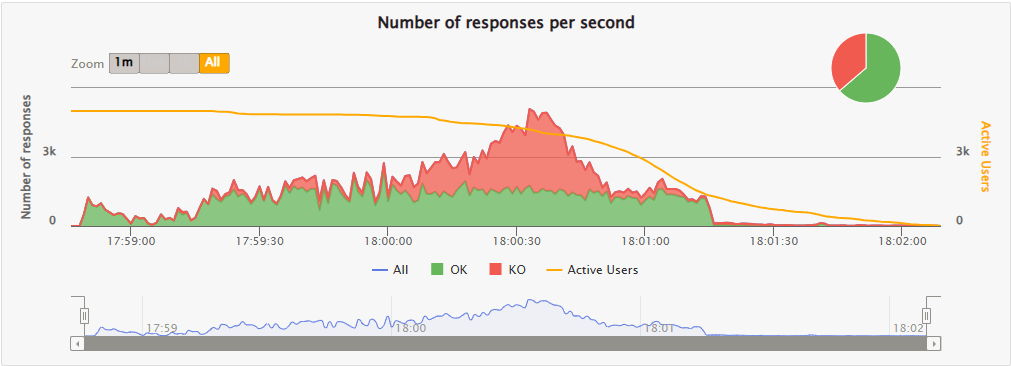 Number of responses per second
Zoom 1m All
Number of responses
3k
0
Active Users
3k
0
17:59:00 17:59:30 18:00:00 18:00:30 18:01:00 18:01:30 18:02:00
All OK KO Active Users
17:59 18:00 18:01 18:02